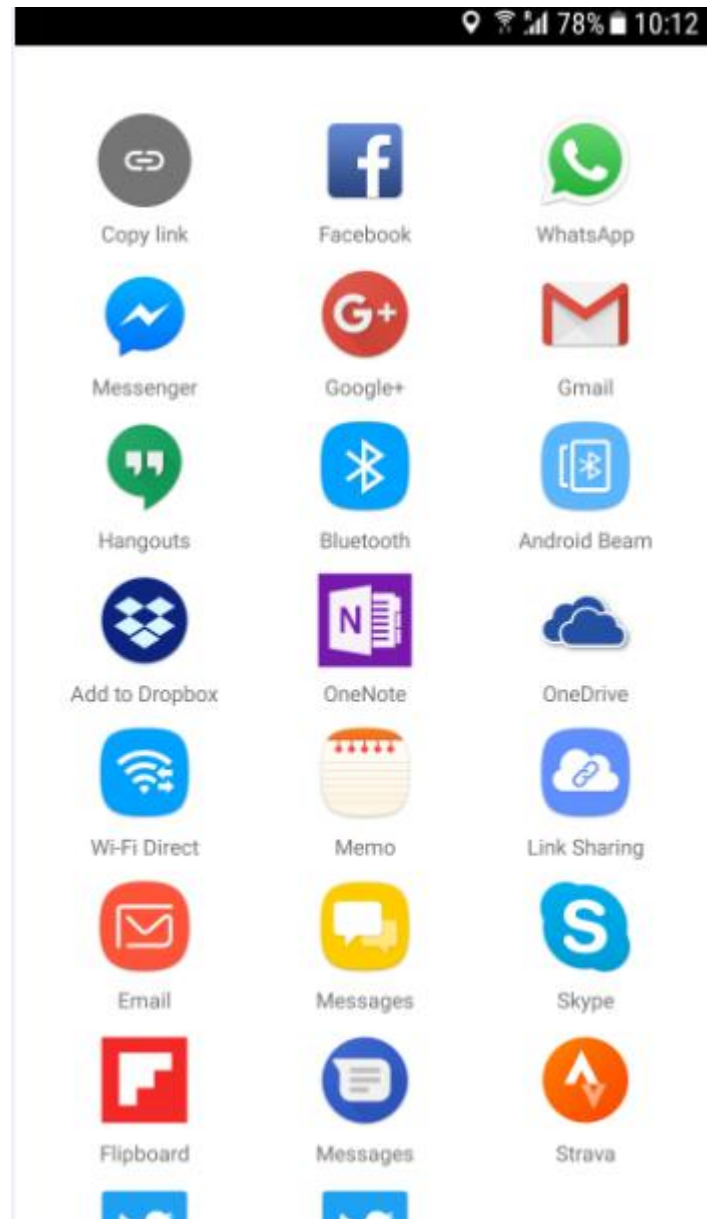 78% 10:12
Copy link Facebook WhatsApp
Messenger Google+ Gmail
Hangouts Bluetooth Android Beam
Add to Dropbox OneNote OneDrive
Wi-Fi Direct Memo Link Sharing
Email Messages Skype
Flipboard Messages Strava